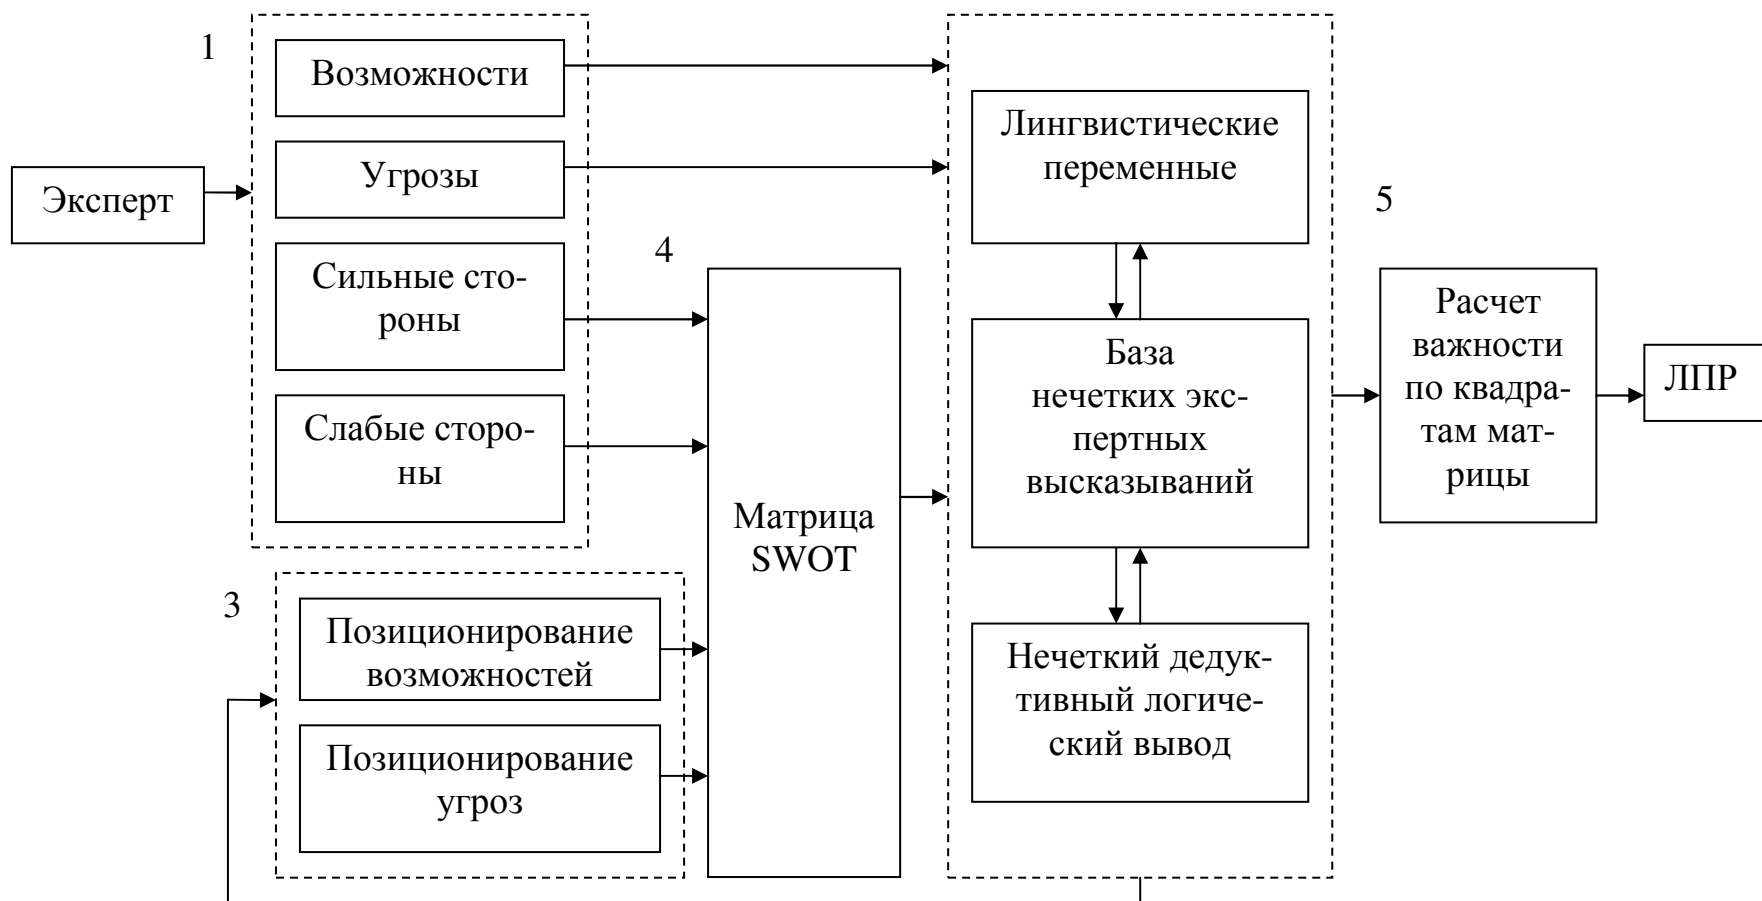 1
Возможности
Угрозы
Эксперт
Сильные сто-
роны
Слабые сторо-
ны
3
Позиционирование
возможностей
Позиционирование
угроз
4
Матрица
SWOT
Лингвистические
переменные
База
нечетких экс-
пертных
высказываний
Нечеткий дедук-
тивный логиче-
ский вывод
5
Расчет
важности
по квадра-
там мат-
рицы
ЛПР